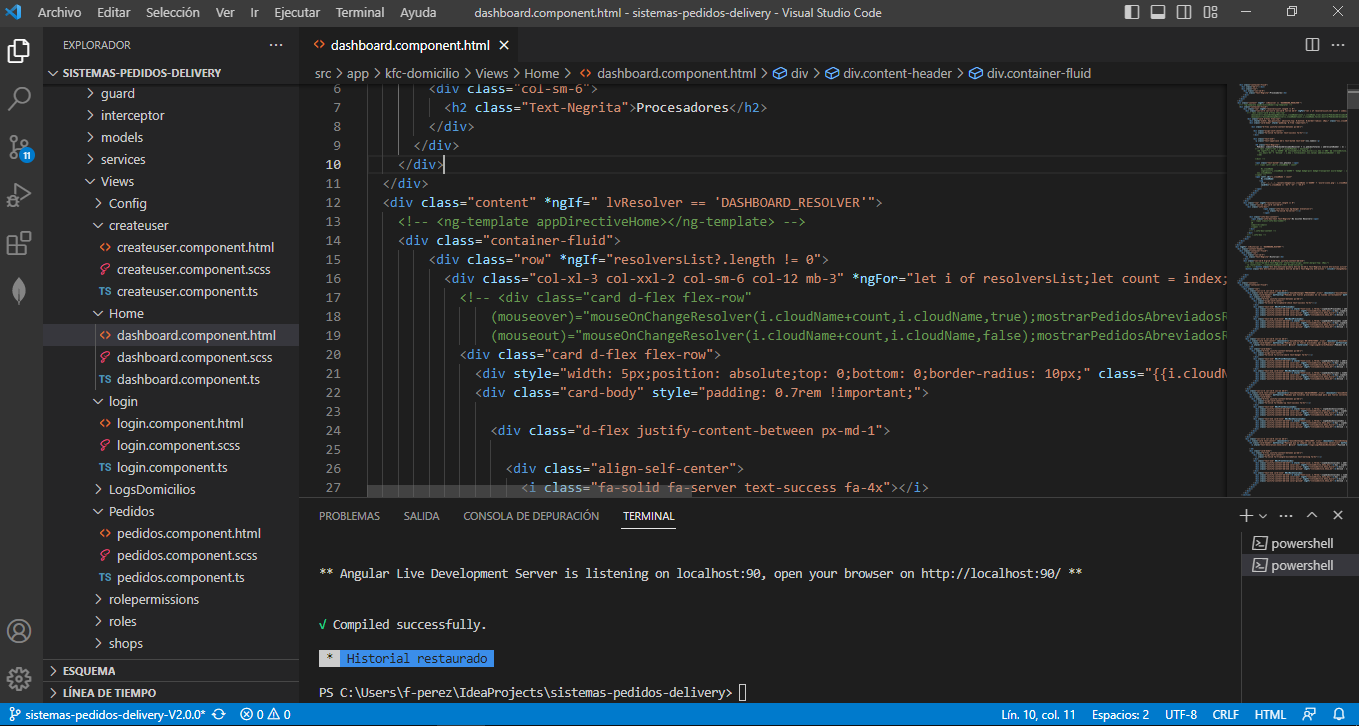 Archivo Editar Selección Ver Ir Ejecutar Terminal Ayuda dashboard.component.html - sistemas-pedidos-delivery - Visual Studio Code
EXPLORADOR
SISTEMAS-PEDIDOS-DELIVERY
guard
interceptor
models
services
Views
Config
createuser
createuser.component.html
createuser.component.scss
TS createuser.component.ts
Home
dashboard.component.html
dashboard.component.scss
TS dashboard.component.ts
login
login.component.html
login.component.scss
TS login.component.ts
LogsDomicilios
Pedidos
pedidos.component.html
pedidos.component.scss
TS pedidos.component.ts
rolepermissions
roles
shops
ESQUEMA
LÍNEA DE TIEMPO
11
dashboard.component.html
src > app > kfc-domicilio > Views > Home > dashboard.component.html > div > div.content-header > div.container-fluid
6 <div class="col-sm-6">
7 <h2 class="Text-Negrita">Procesadores</h2>
8 </div>
9 </div>
10 </div>
11 </div>
12 <div class="content" *ngIf=" lvResolver == 'DASHBOARD_RESOLVER'">
13 <!-- <ng-template appDirectiveHome></ng-template> -->
14 <div class="container-fluid">
15 <div class="row" *ngIf="resolversList?.length != 0">
16 <div class="col-xl-3 col-xxl-2 col-sm-6 col-12 mb-3" *ngFor="let i of resolversList;let count = index;
17 <!-- <div class="card d-flex flex-row"
18 (mouseover)="mouseOnChangeResolver(i.cloudName+count,i.cloudName,true);mostrarPedidosAbreviadosR
19 (mouseout)="mouseOnChangeResolver(i.cloudName+count,i.cloudName,false);mostrarPedidosAbreviadosR
20 <div class="card d-flex flex-row">
21 <div style="width: 5px;position: absolute;top: 0;bottom: 0;border-radius: 10px;" class="{{i.cloudN
22 <div class="card-body" style="padding: 0.7rem !important;">
23
24 <div class="d-flex justify-content-between px-md-1">
25
26 <div class="align-self-center">
27 <i class="fa-solid fa-server text-success fa-4x"></i>
PROBLEMAS SALIDA CONSOLA DE DEPURACIÓN TERMINAL
** Angular Live Development Server is listening on localhost:90, open your browser on http://localhost:90/ **
√ Compiled successfully.
* Historial restaurado
PS C:\Users\f-perez\IdeaProjects\sistemas-pedidos-delivery>
powershell
powershell
sistemas-pedidos-delivery-V2.0.0* 0 0 Lín. 10, col. 11 Espacios: 2 UTF-8 CRLF HTML